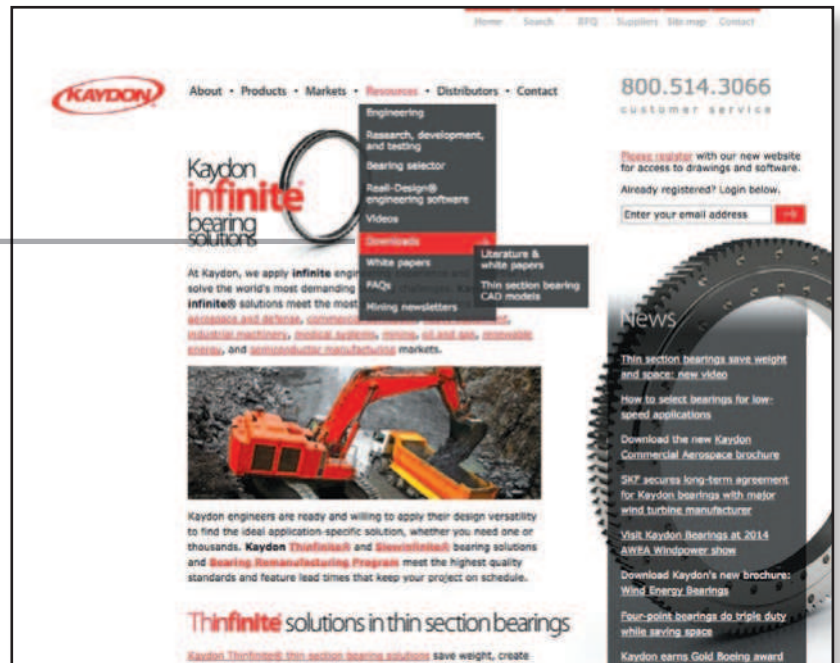 Home Search RFQ Suppliers Site map Contact
KAYDON
About • Products • Markets • Resources • Distributors • Contact
800.514.3066
customer service
Engineering
Research, development,
and testing
Bearing selector
Reali-Design®
engineering software
Videos
Downloads
White papers
FAQs
Mining newsletters
Literature &
white papers
Thin section bearing
CAD models
Kaydon
infinite®
bearing
solutions
Please register with our new website
for access to drawings and software.
Already registered? Login below.
Enter your email address
At Kaydon, we apply infinite
solve the world's most demanding
infinite® solutions meet the most
aerospace and defense,
industrial machinery, medical systems, mining, oil and gas, renewable
energy, and semiconductor manufacturing markets.
Kaydon engineers are ready and willing to apply their design versatility
to find the ideal application-specific solution, whether you need one or
thousands. Kaydon Thinfinite® and Slewinfinite® bearing solutions
and Bearing Remanufacturing Program meet the highest quality
standards and feature lead times that keep your project on schedule.
Thinfinite® solutions in thin section bearings
Kaydon Thinfinite® thin section bearing solutions save weight, create
News
Thin section bearings save weight
and space: new video
How to select bearings for low-
speed applications
Download the new Kaydon
Commercial Aerospace brochure
SKF secures long-term agreement
for Kaydon bearings with major
wind turbine manufacturer
Visit Kaydon Bearings at 2014
AWEA Windpower show
Download Kaydon's new brochure:
Wind Energy Bearings
Four-point bearings do triple duty
while saving space
Kaydon earns Gold Boeing award